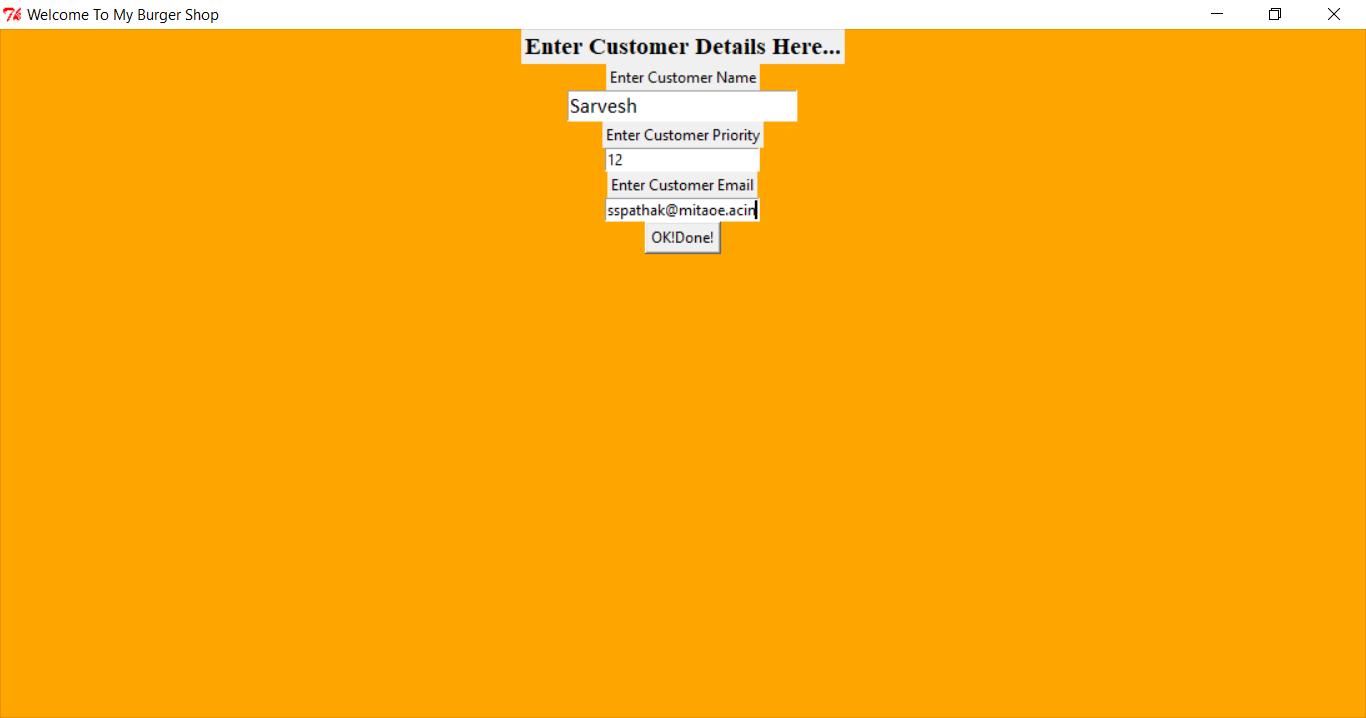 Welcome To My Burger Shop
Enter Customer Details Here...
Enter Customer Name
Sarvesh
Enter Customer Priority
12
Enter Customer Email
sspathak@mitaoe.acin
OK!Done!